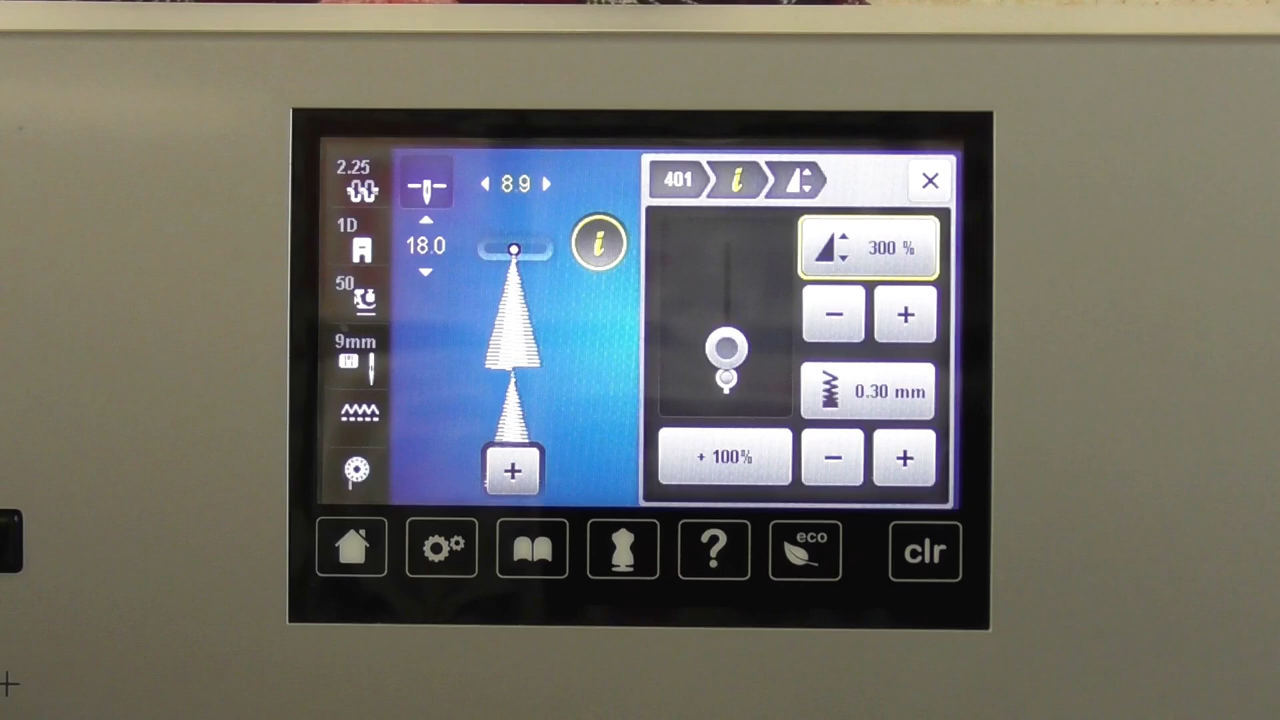 2.25
8.9
401
i
1D
18.0
i
300 %
50
− +
9mm
0.30 mm
+
+ 100%
− +
? eco clr